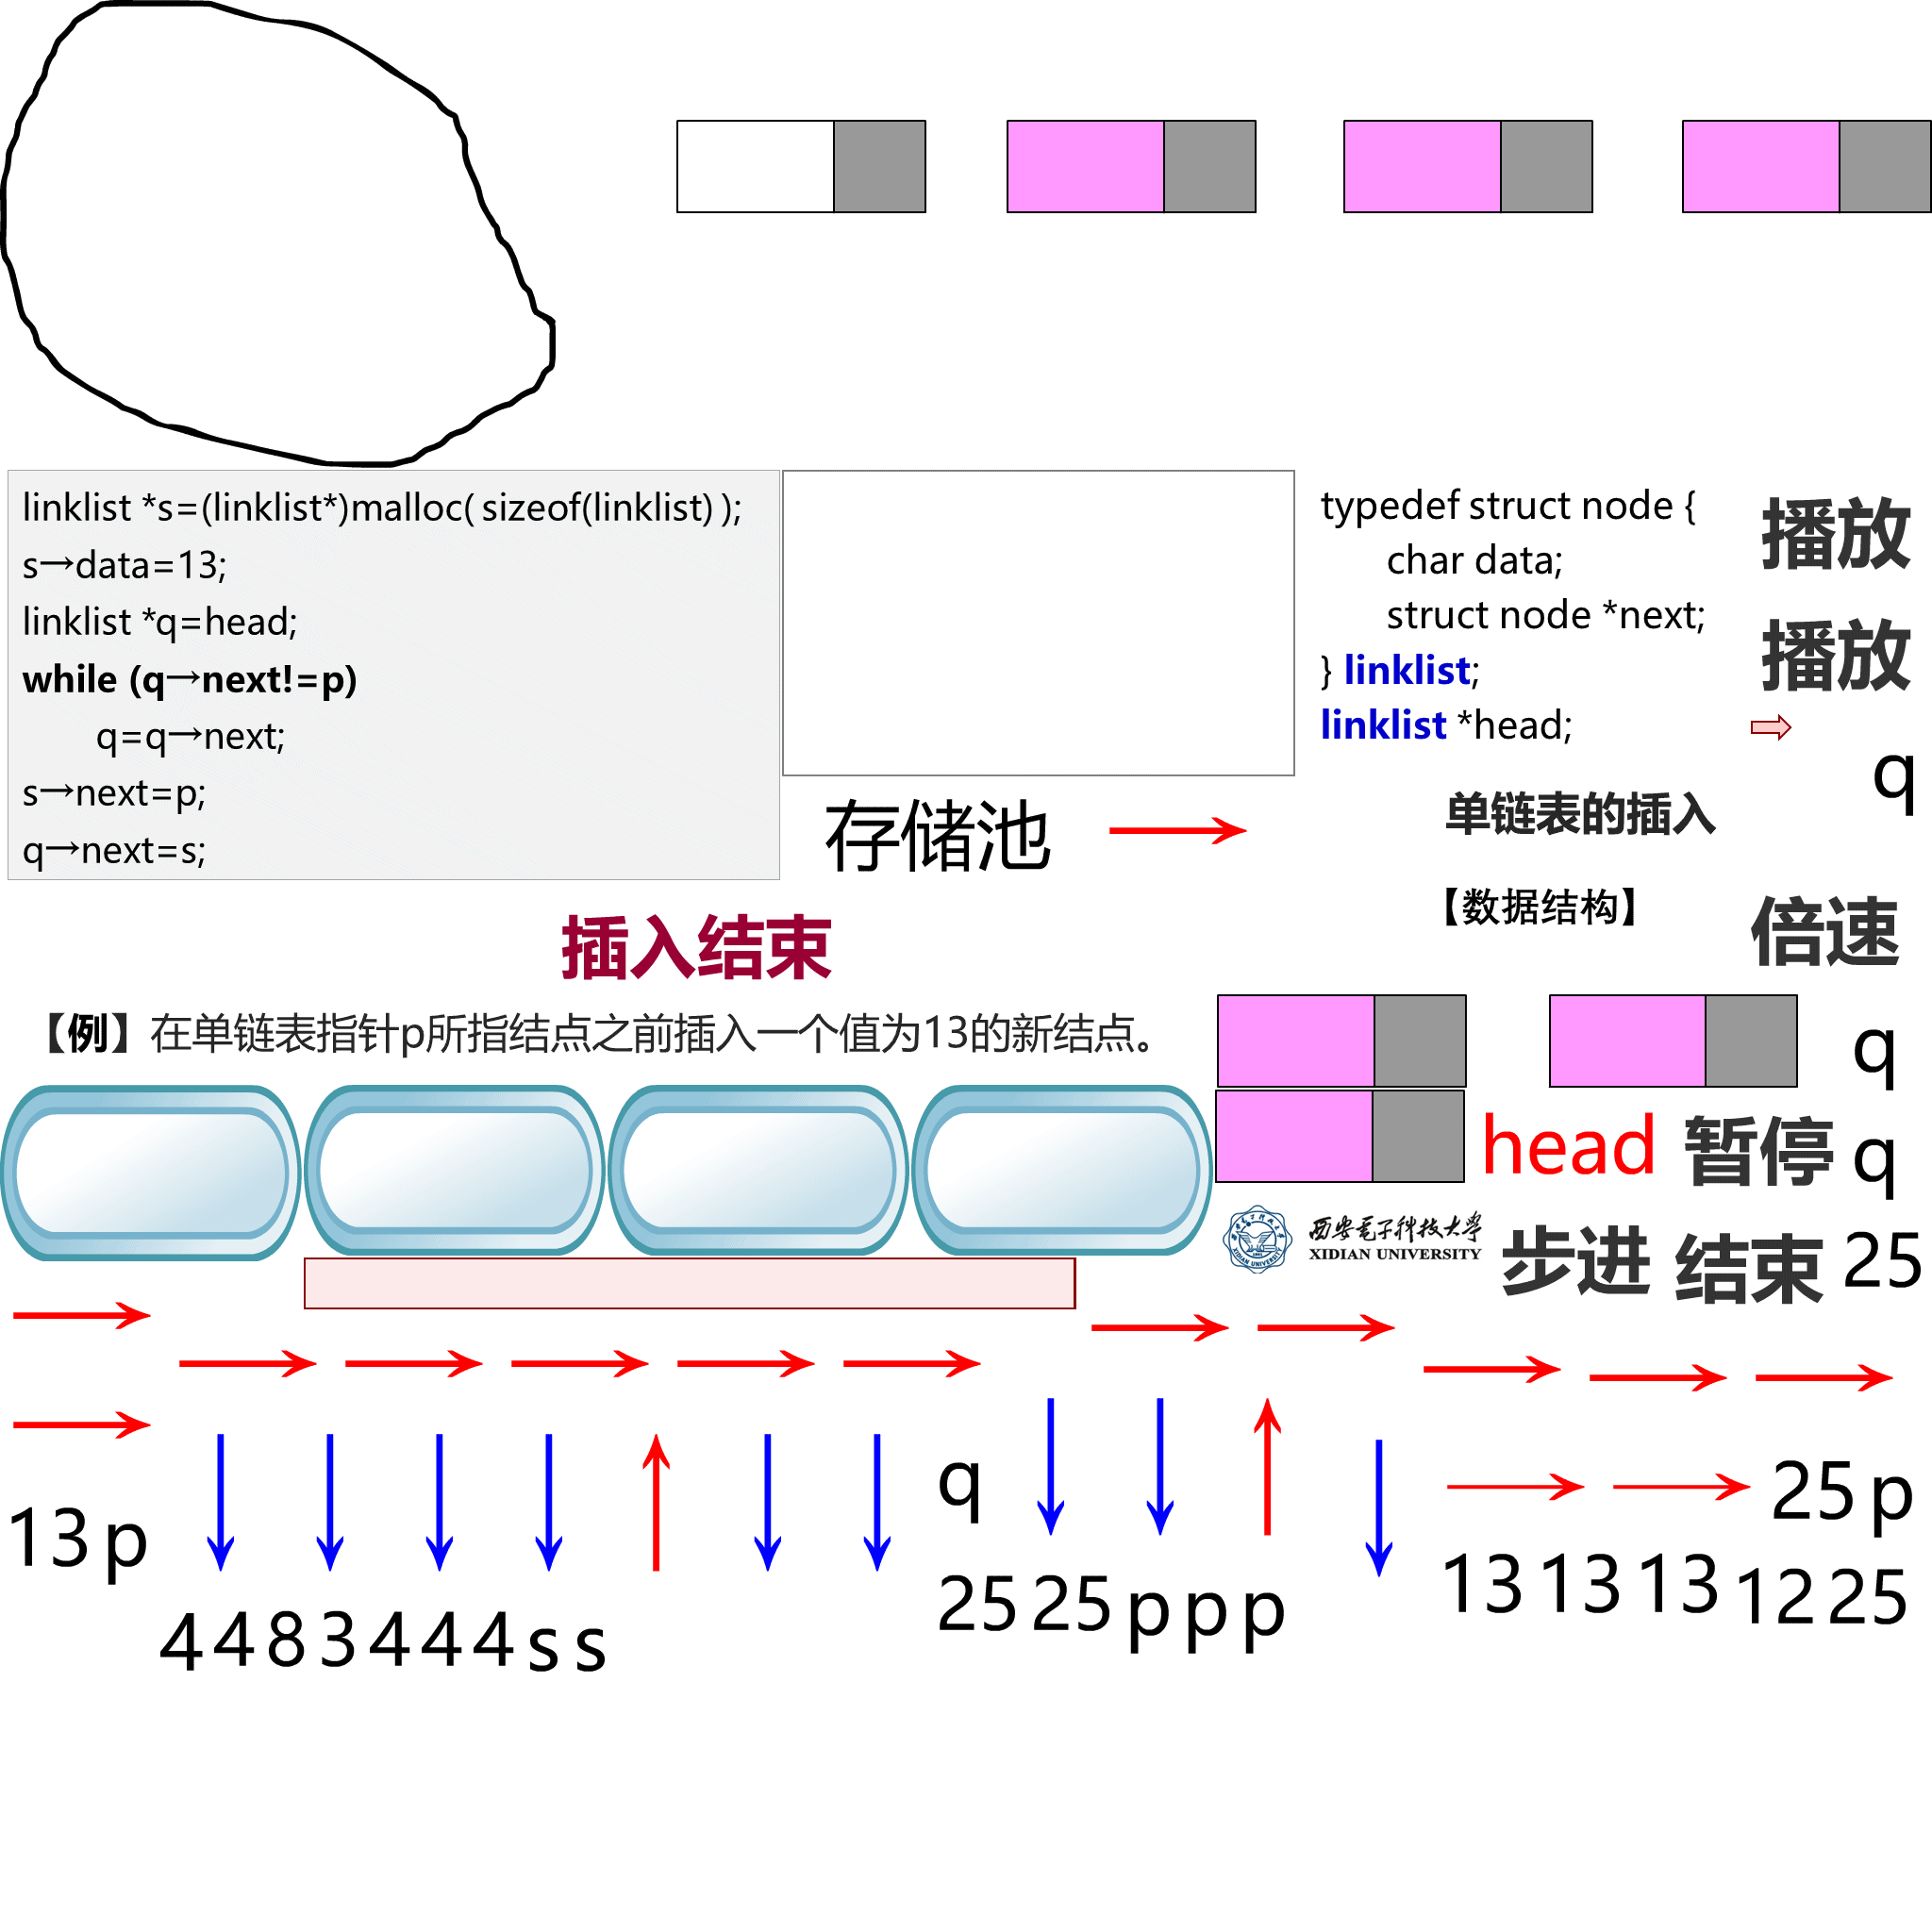 linklist *s=(linklist*)malloc( sizeof(linklist) );
s→data=13;
linklist *q=head;
while (q→next!=p)
q=q→next;
s→next=p;
q→next=s;
typedef struct node {
char data;
struct node *next;
} linklist;
linklist *head;
播放
播放
q
存储池
单链表的插入
【数据结构】
倍速
插入结束
【例】在单链表指针p所指结点之前插入一个值为13的新结点。
q
head
暂停
q
西安電子科技大学
XIDIAN UNIVERSITY
步进
结束
25
q
25
p
13
p
25
25
p
p
p
13
13
13
12
25
4
4
8
3
4
4
4
s
s